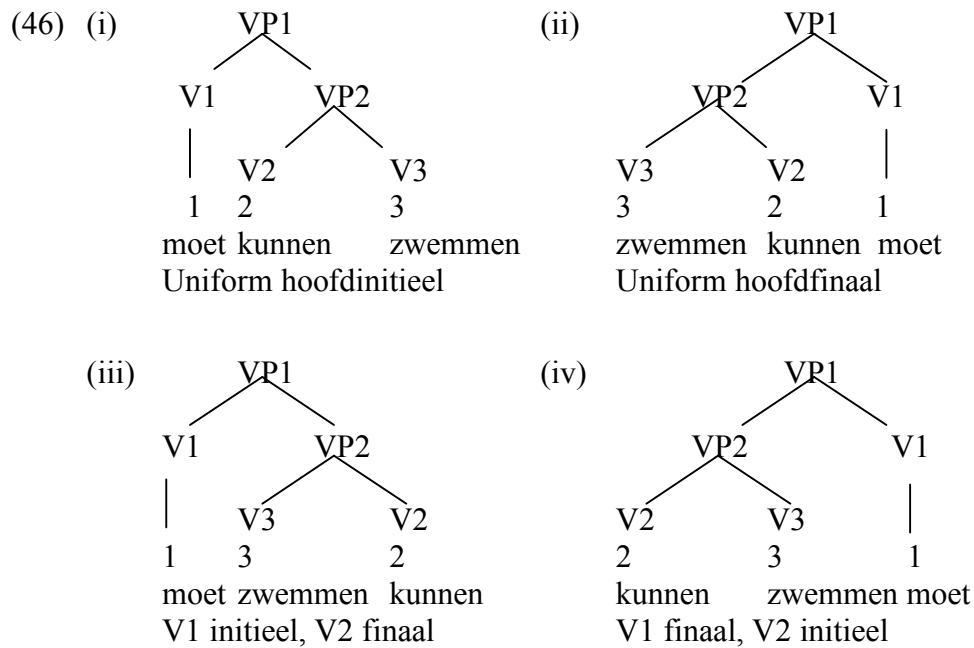 (46) (i) VP1 (ii) VP1
V1 VP2 VP2 V1
V2 V3 V3 V2
1 2 3 3 2 1
moet kunnen zwemmen zwemmen kunnen moet
Uniform hoofdinitieel Uniform hoofdfinaal
(iii) VP1 (iv) VP1
V1 VP2 VP2 V1
V3 V2 V2 V3
1 3 2 2 3 1
moet zwemmen kunnen kunnen zwemmen moet
V1 initieel, V2 finaal V1 finaal, V2 initieel